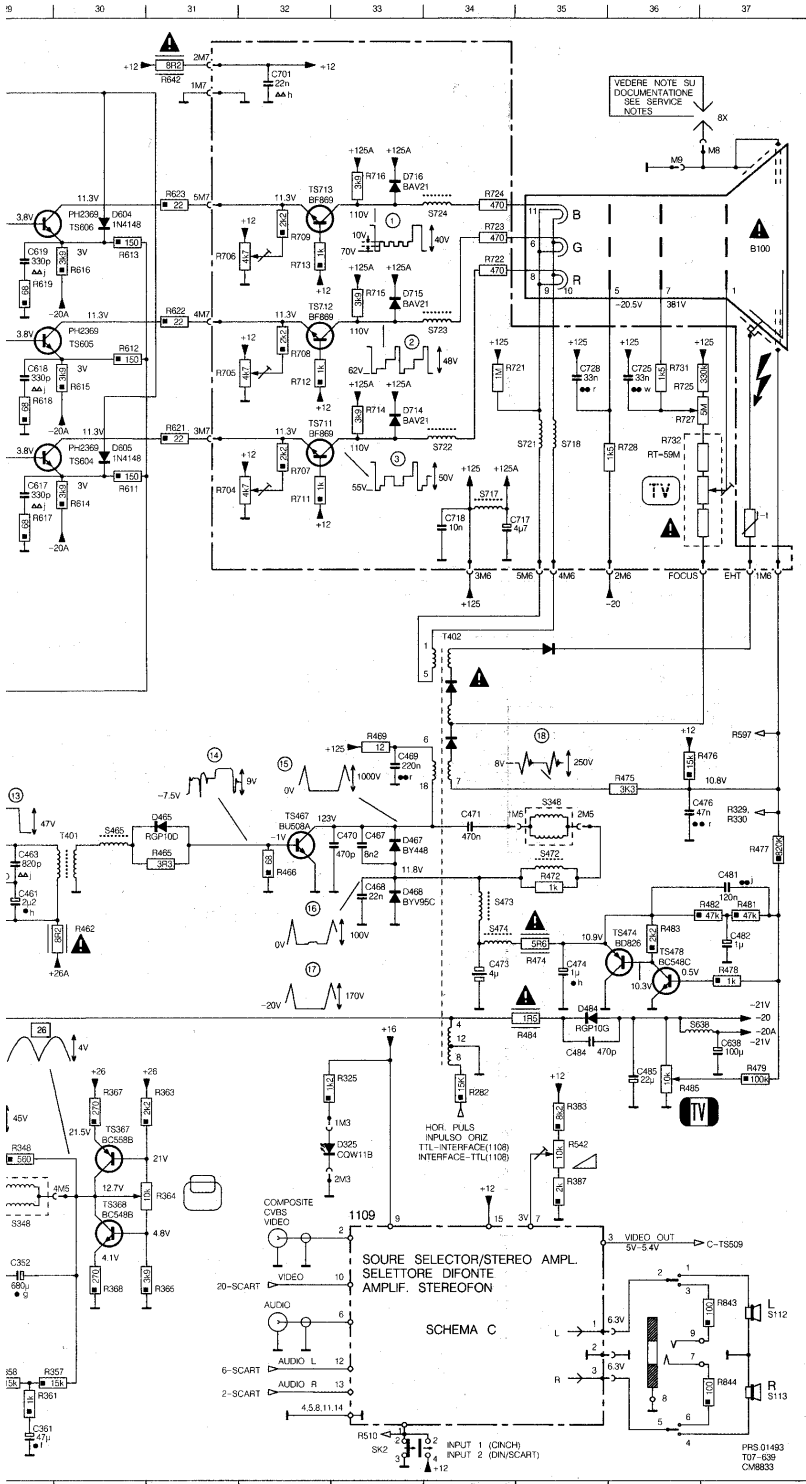 29 30 31 32 33 34 35 36 37
+12 8R2 2M7
R642
C701
22n
h
+12
1M7
VEDERE NOTE SU
DOCUMENTATIONE
SEE SERVICE
NOTES
8X
M8
M9
+125A +125A
R716 3k9
D716
BAV21
TS713
BF869
11.3V
3.8V
PH2369
TS606
D604
1N4148
R623
22
5M7
11.3V
+12
2k2
R709
110V
S724
R724
470
11
B
R723
470
6
G
B100
C619
330p
j
3V
150
R613
R619
68
3k9
R616
-20A
R706
4k7
R713
1k
+12
1
10V
70V
40V
R722
470
8
R
9 10
5
-20.5V
7
381V
1
+125A
R715 3k9
D715
BAV21
TS712
BF869
11.3V
3.8V
PH2369
TS605
R622
22
4M7
11.3V
+12
2k2
R708
110V
S723
C618
330p
j
3V
R612
150
R618
68
3k9
R615
-20A
R705
4k7
R712
1k
+12
2
62V
48V
+125
R721
1M
+125
C728
33n
r
+125
C725
33n
w
R731
1k5
+125
R725
330k
R727
5M
+125A
R714 3k9
D714
BAV21
TS711
BF869
11.3V
3.8V
PH2369
TS604
D605
1N4148
R621
22
3M7
11.3V
+12
2k2
R707
110V
S722
S721 S718
R728
1k5
R732
RT-59M
TV
C617
330p
j
3V
150
R611
R617
68
3k9
R614
-20A
R704
4k7
R711
1k
+12
3
55V
50V
+125 +125A
S717
C718
10n
C717
4µ7
-t
3M6 5M6 4M6 2M6 FOCUS EHT 1M6
+125
-20
T402
1
5
6
7
18
+125
R469
12
C469
220n
r
18
8V
250V
R475
3K3
+12
R476
15k
10.8V
C476
47n
r
R597
R329,
R330
R477
820K
13
47V
14
-7.5V
9V
15
0V
1000V
T401
S465
D465
RGP10D
R465
3R3
C463
820p
j
C461
2µ2
h
8R2
R462
+26A
-1V
TS467
BU508A
68
R466
123V
C470
470p
C467
8n2
D467
BY448
11.8V
C468
22n
D468
BYV95C
C471
470n
1M5
S348
2M5
S472
R472
1k
S473
16
0V
100V
17
-20V
170V
S474
5R6
R474
C473
4µ
C474
1µ
h
10.9V
TS474
BD826
R483
2k2
TS478
BC548C
10.3V
0.5V
C481
120n
j
R482
47k
R481
47k
C482
1µ
R478
1k
26
4V
4
12
8
1R5
R484
D484
RGP10G
C484
470p
S638
-21V
-20
-20A
-21V
C485
22µ
10k
R485
C638
100µ
R479
100k
TV
15K
R282
HOR. PULS
INPULSO ORIZ
TTL-INTERFACE(1108)
INTERFACE-TTL(1108)
+16
R325
1k2
1M3
D325
CQW11B
2M3
+12
R383
8k2
R542
10k
R387
2k
+12
3V
+26
R367
270
+26
R363
2k2
21.5V
TS367
BC558B
21V
45V
R348
560
4M5
S348
12.7V
TS368
BC548B
10k
R364
4.8V
4.1V
C352
680µ
g
270
R368
3k9
R365
15k
R357
15k
1k
R361
C361
47µ
COMPOSITE
CVBS
VIDEO
1109
9 15 7
2
SOURE SELECTOR/STEREO AMPL.
SELETTORE DIFONTE
AMPLIF. STEREOFON
SCHEMA C
3 VIDEO OUT
5V-5.4V
C-TS509
20-SCART VIDEO 10
AUDIO
6
6-SCART AUDIO L 12
2-SCART AUDIO R 13
4,5,8,11,14
L 1 6.3V
2
R 3 6.3V
2 1
3
R843
100
9
7
R844
100
8
5 6
4
L
S112
R
S113
R510
1
SK2
2 2
3 4
+12
INPUT 1 (CINCH)
INPUT 2 (DIN/SCART)
PRS.01493
T07-639
CM8833